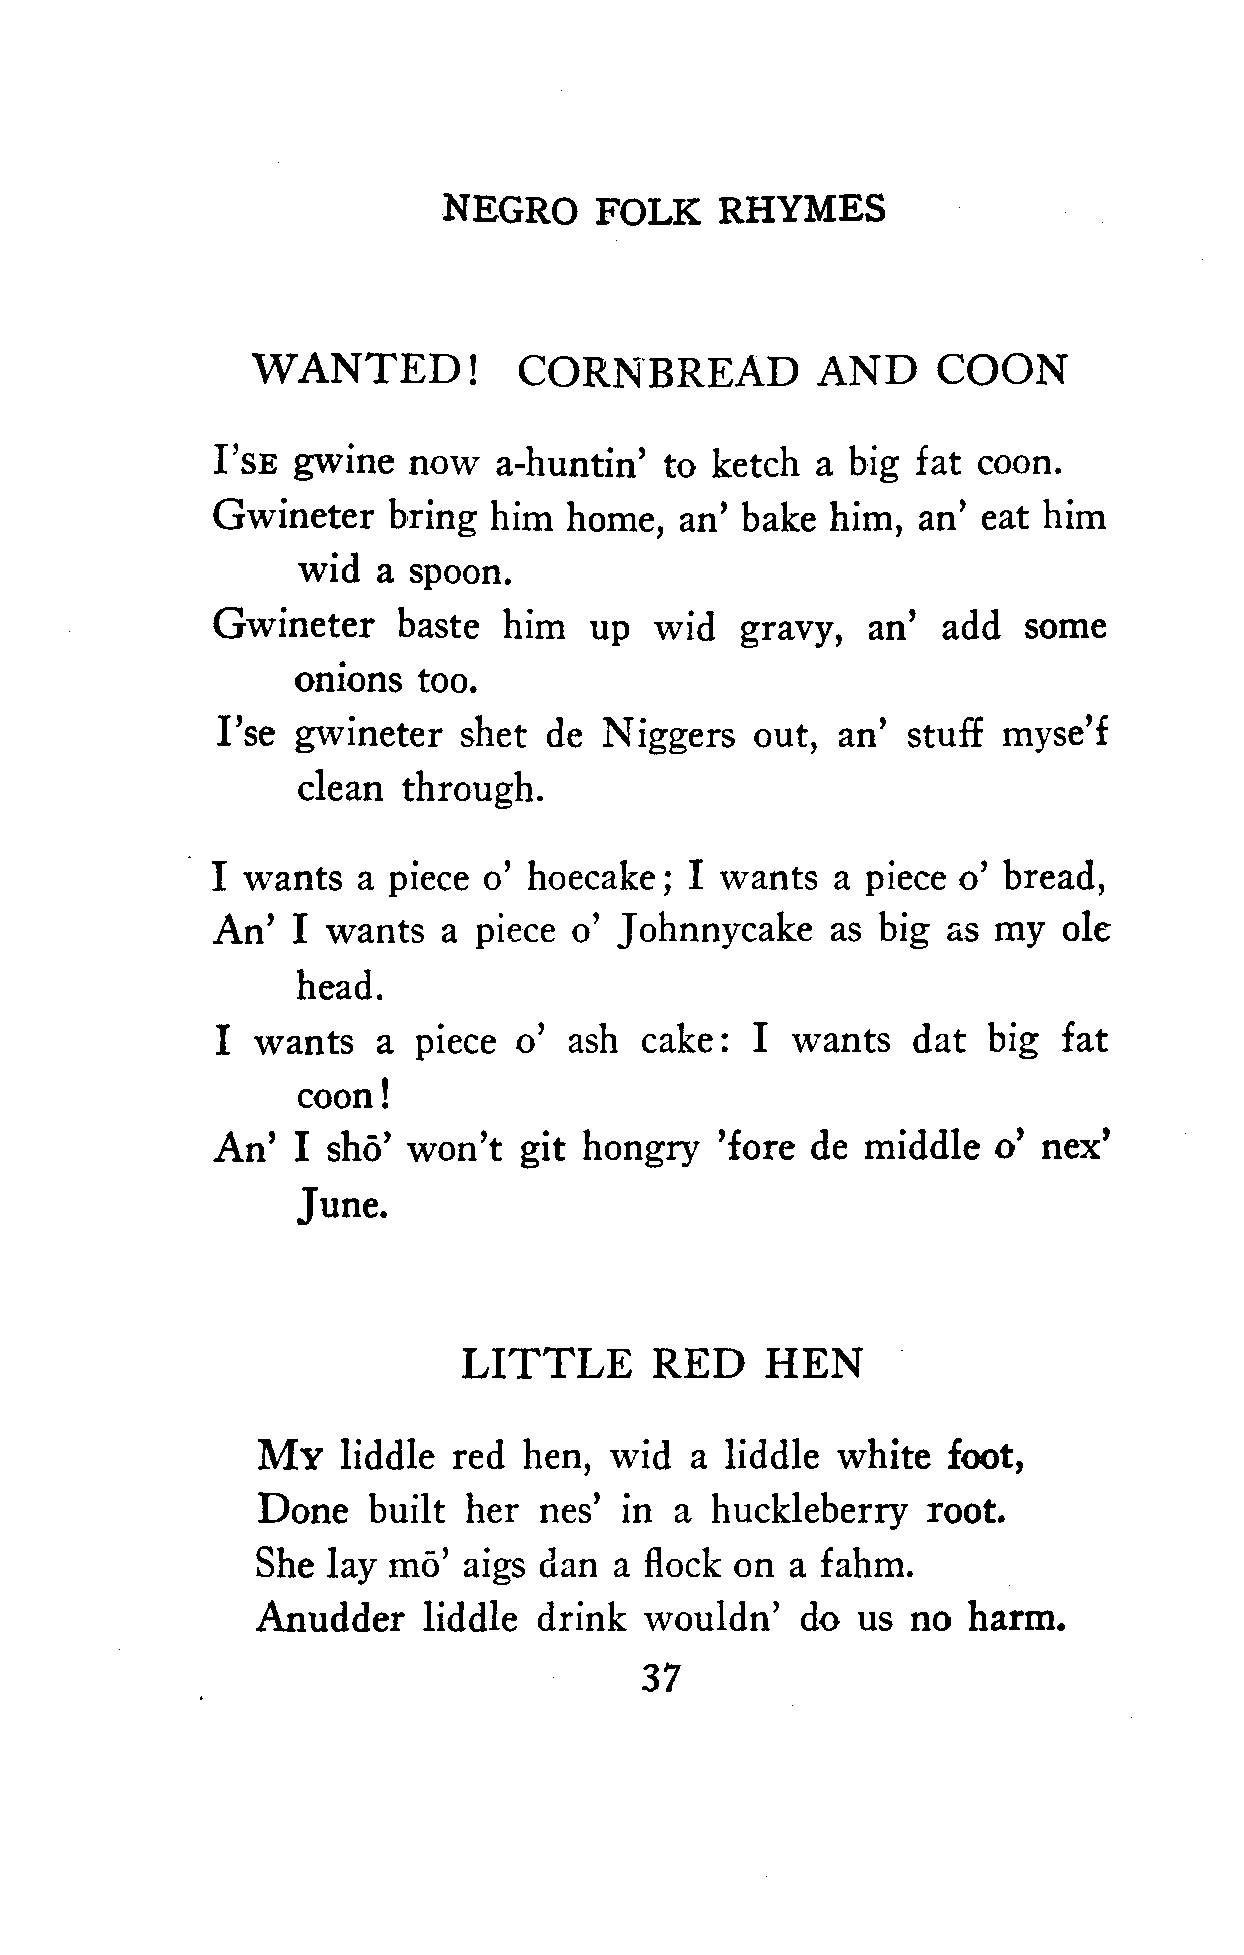 NEGRO FOLK RHYMES
WANTED! CORNBREAD AND COON
I'SE gwine now a-huntin' to ketch a big fat coon.
Gwineter bring him home, an' bake him, an' eat him
wid a spoon.
Gwineter baste him up wid gravy, an' add some
onions too.
I'se gwineter shet de Niggers out, an' stuff myse'f
clean through.
I wants a piece o' hoecake; I wants a piece o' bread,
An' I wants a piece o' Johnnycake as big as my ole
head.
I wants a piece o' ash cake: I wants dat big fat
coon!
An' I shō' won't git hongry 'fore de middle o' nex'
June.
LITTLE RED HEN
MY liddle red hen, wid a liddle white foot,
Done built her nes' in a huckleberry root.
She lay mō' aigs dan a flock on a fahm.
Anudder liddle drink wouldn' do us no harm.
37